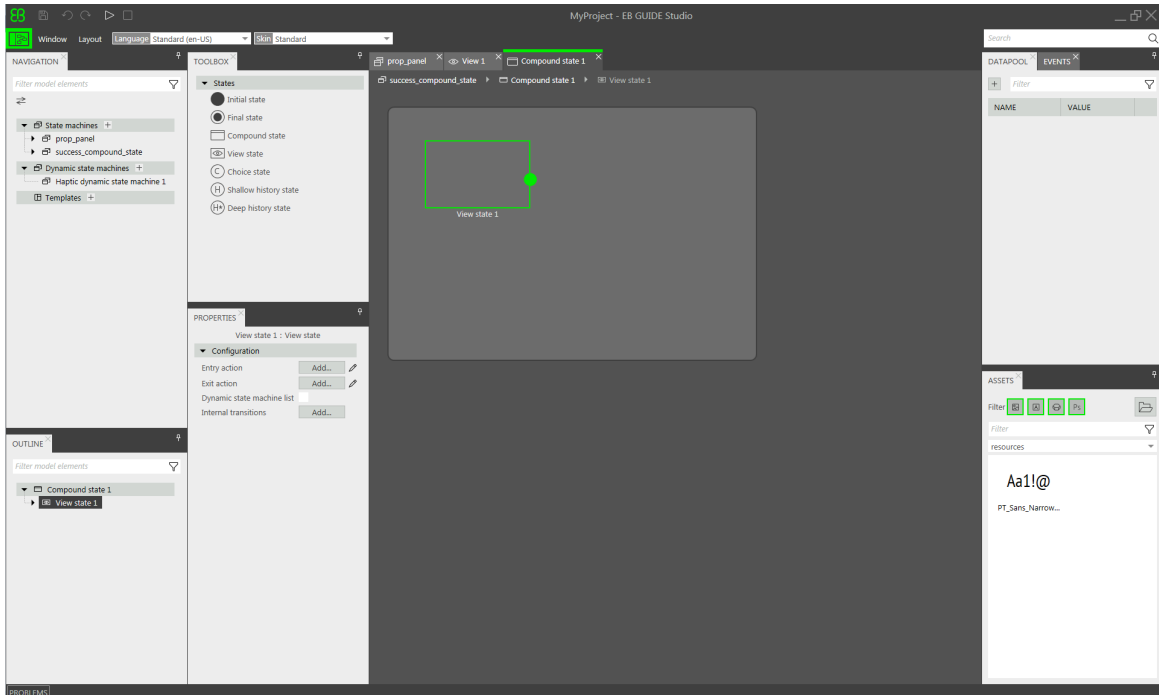 EB
MyProject - EB GUIDE Studio
Window Layout Language Standard (en-US) Skin Standard
Search
NAVIGATION
Filter model elements
State machines +
prop_panel
success_compound_state
Dynamic state machines +
Haptic dynamic state machine 1
Templates +
OUTLINE
Filter model elements
Compound state 1
View state 1
TOOLBOX
States
Initial state
Final state
Compound state
View state
C Choice state
H Shallow history state
H* Deep history state
PROPERTIES
View state 1 : View state
Configuration
Entry action Add...
Exit action Add...
Dynamic state machine list
Internal transitions Add...
prop_panel View 1 Compound state 1
success_compound_state Compound state 1 View state 1
View state 1
DATAPOOL EVENTS
+ Filter
NAME VALUE
ASSETS
Filter A Ps
Filter
resources
Aa1!@
PT_Sans_Narrow...
PROBLEMS